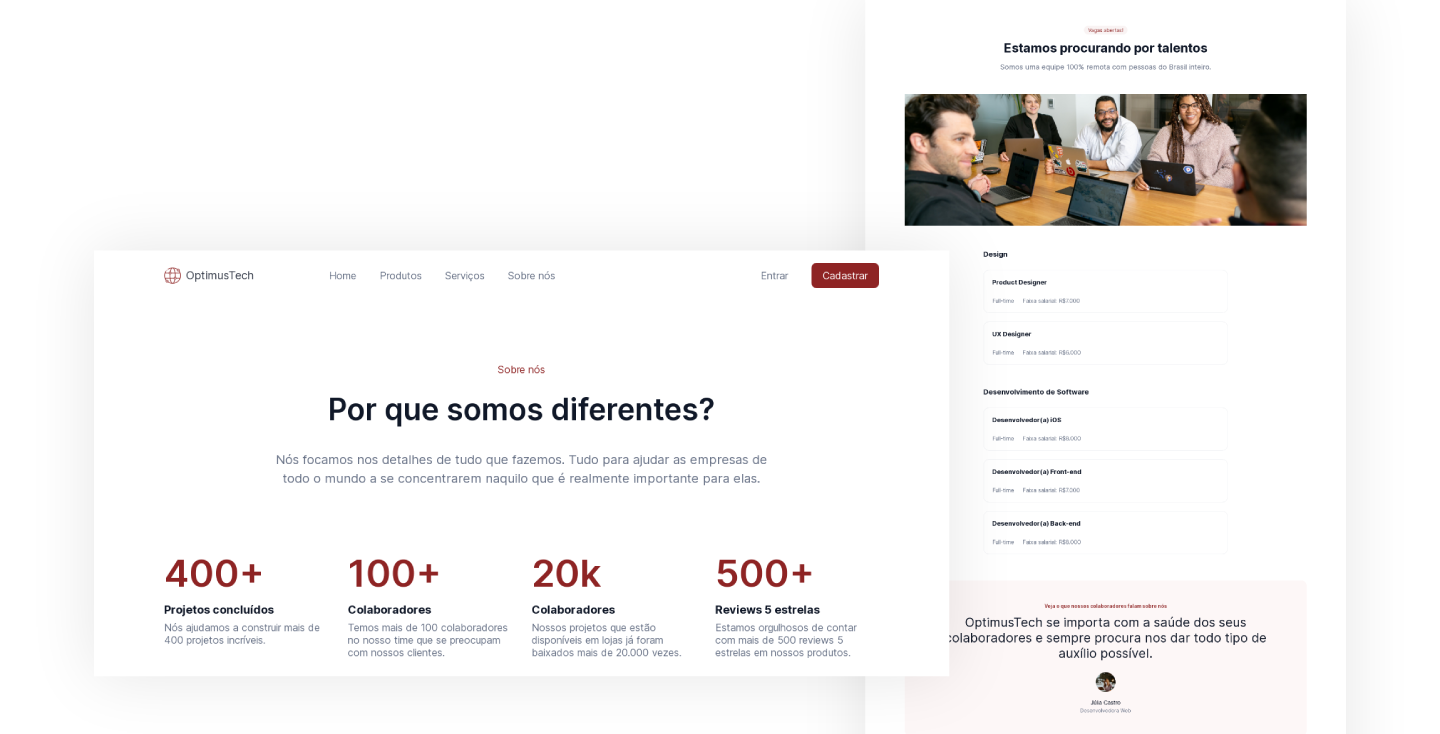 OptimusTech
Home
Produtos
Serviços
Sobre nós
Entrar
Cadastrar
Sobre nós
Por que somos diferentes?
Nós focamos nos detalhes de tudo que fazemos. Tudo para ajudar as empresas de
todo o mundo a se concentrarem naquilo que é realmente importante para elas.
400+
Projetos concluídos
Nós ajudamos a construir mais de
400 projetos incríveis.
100+
Colaboradores
Temos mais de 100 colaboradores
no nosso time que se preocupam
com nossos clientes.
20k
Colaboradores
Nossos projetos que estão
disponíveis em lojas já foram
baixados mais de 20.000 vezes.
500+
Reviews 5 estrelas
Estamos orgulhosos de contar
com mais de 500 reviews 5
estrelas em nossos produtos.
Vagas abertas!
Estamos procurando por talentos
Somos uma equipe 100% remota com pessoas do Brasil inteiro.
Design
Product Designer
Full-time Faixa salarial: R$7.000
UX Designer
Full-time Faixa salarial: R$6.000
Desenvolvimento de Software
Desenvolvedor(a) iOS
Full-time Faixa salarial: R$8.000
Desenvolvedor(a) Front-end
Full-time Faixa salarial: R$7.000
Desenvolvedor(a) Back-end
Full-time Faixa salarial: R$8.000
Veja o que nossos colaboradores falam sobre nós
OptimusTech se importa com a saúde dos seus
colaboradores e sempre procura nos dar todo tipo de
auxílio possível.
Júlia Castro
Desenvolvedora Web